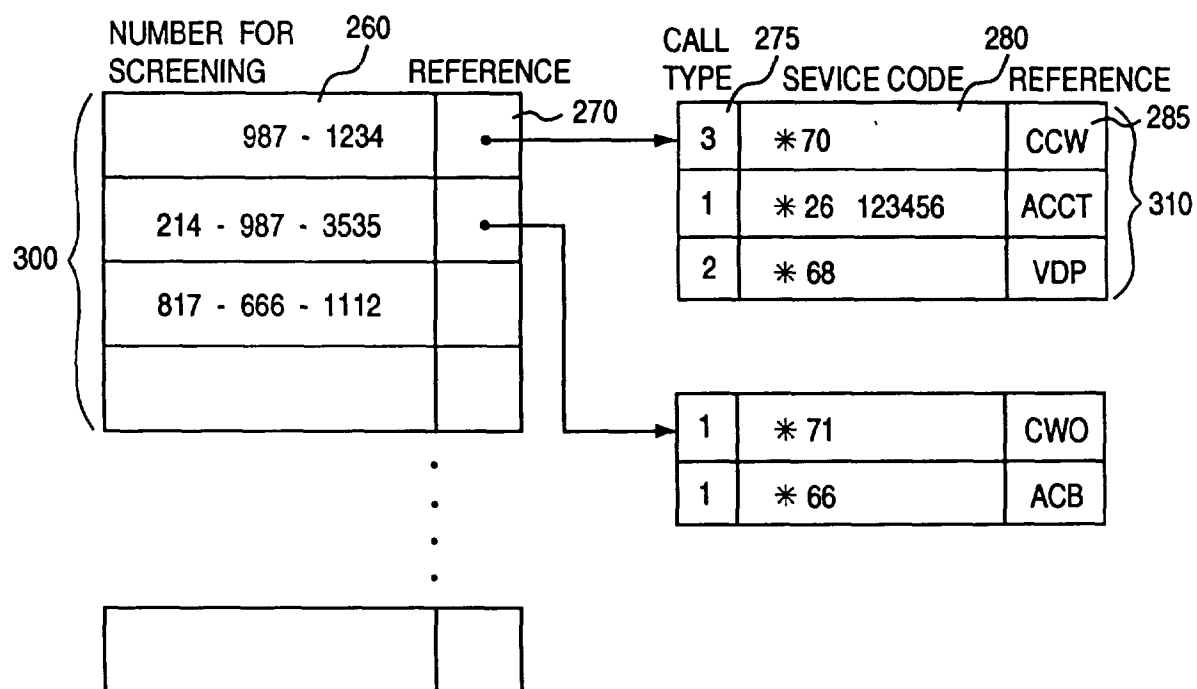 NUMBER FOR SCREENING 260 REFERENCE
270
987 - 1234
214 - 987 - 3535
817 - 666 - 1112
300
CALL TYPE 275 SEVICE CODE 280 REFERENCE
285
3 *70 CCW
1 *26 123456 ACCT
2 *68 VDP
310
1 *71 CWO
1 *66 ACB